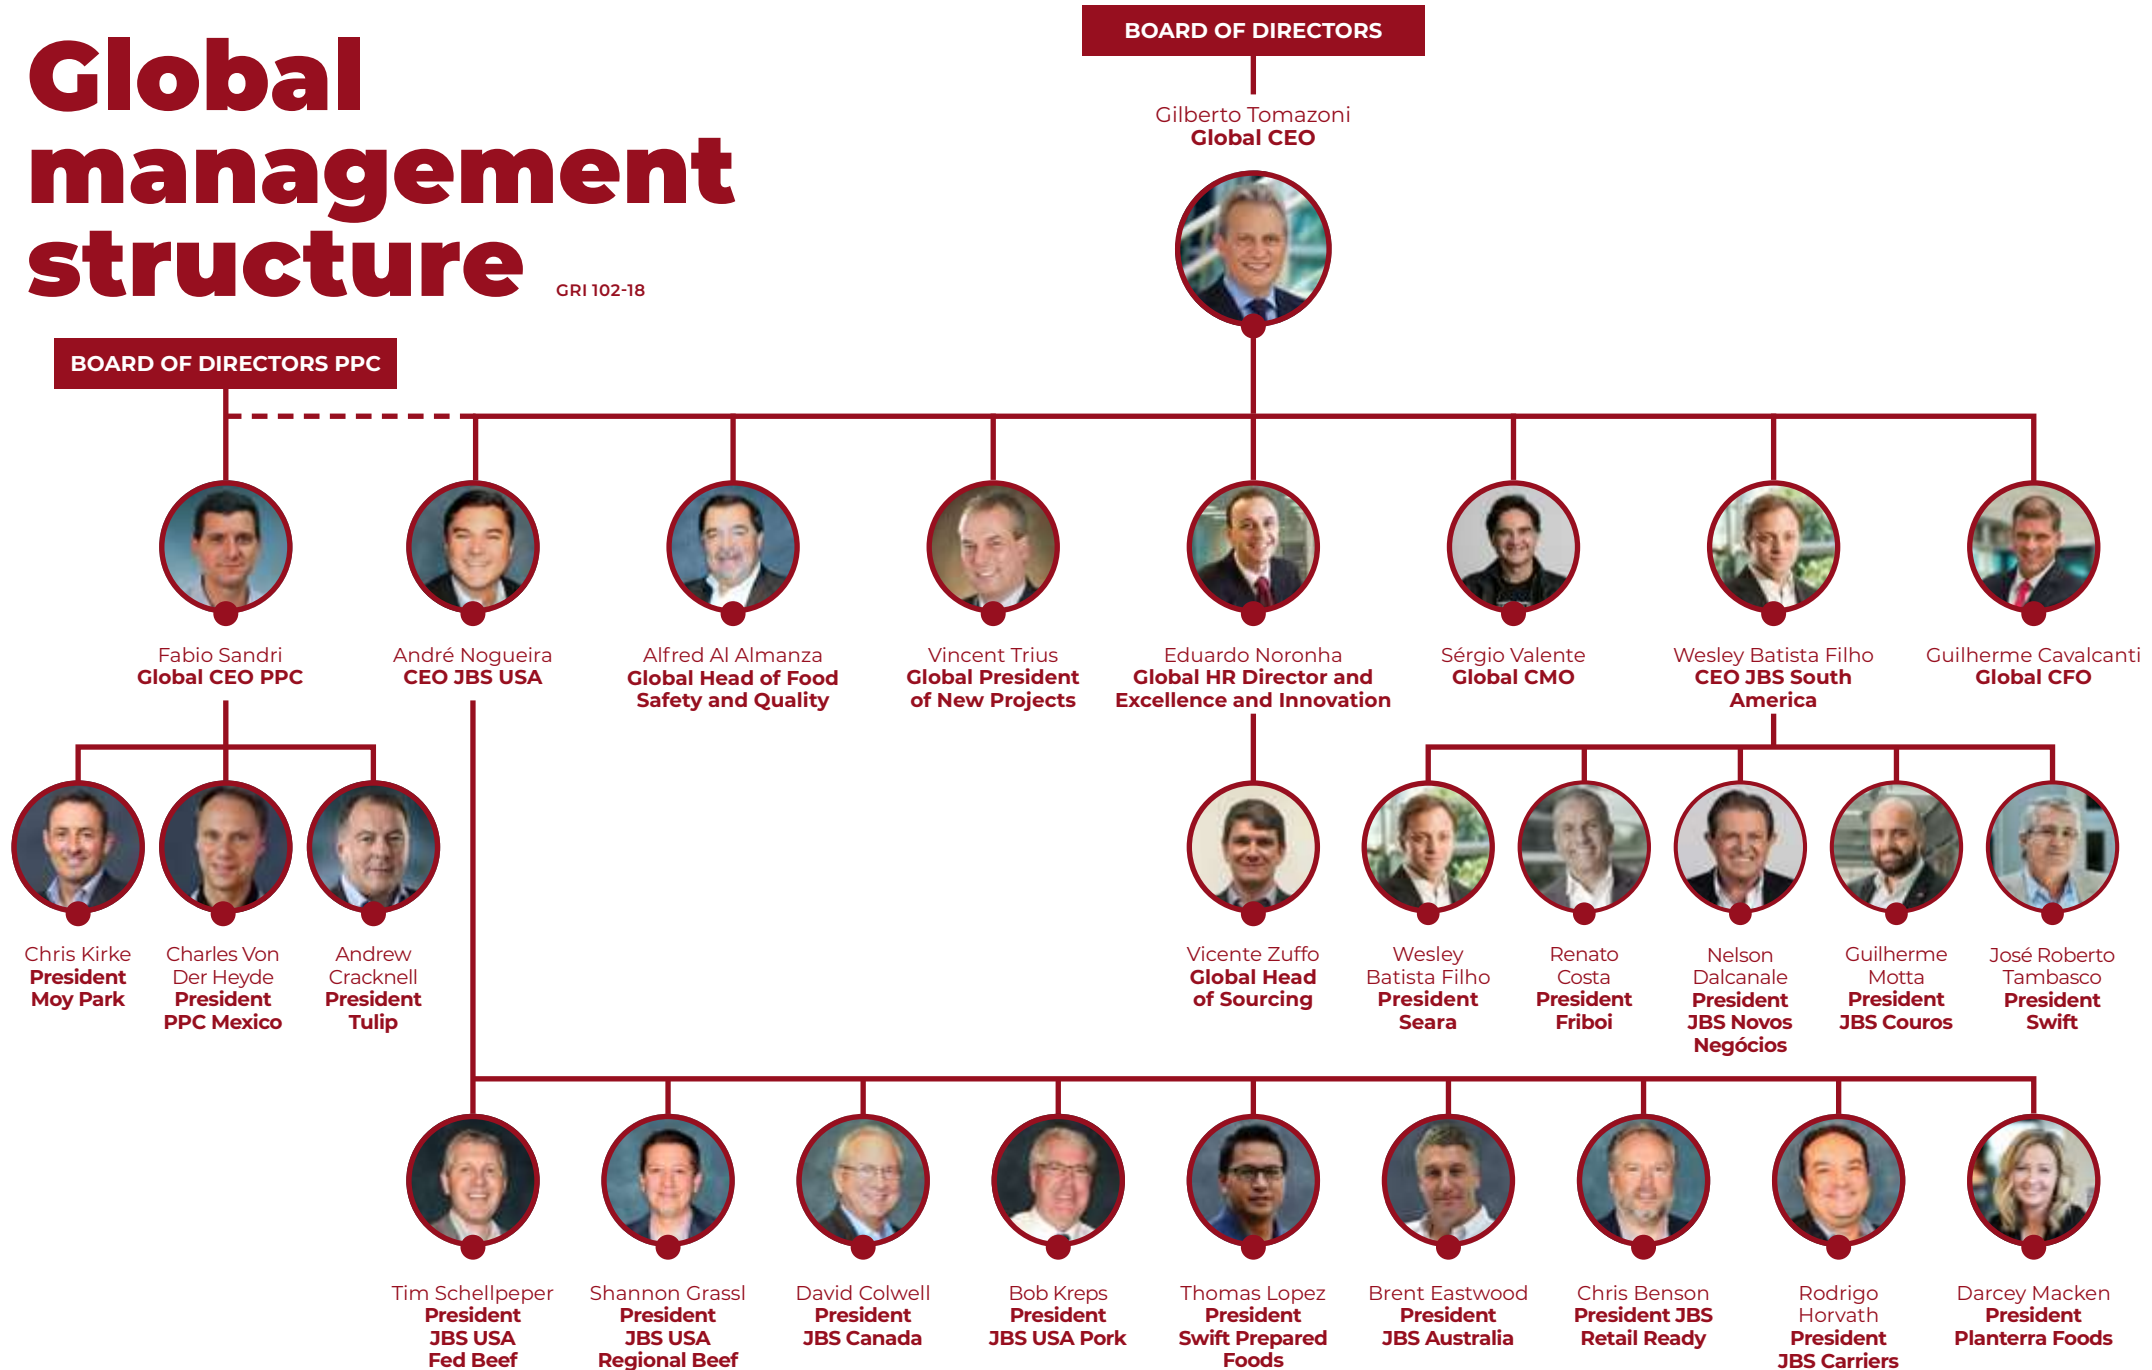 Global
management
structure
GRI 102-18
BOARD OF DIRECTORS
Gilberto Tomazoni
Global CEO
BOARD OF DIRECTORS PPC
Fabio Sandri
Global CEO PPC
André Nogueira
CEO JBS USA
Alfred Al Almanza
Global Head of Food
Safety and Quality
Vincent Trius
Global President
of New Projects
Eduardo Noronha
Global HR Director and
Excellence and Innovation
Sérgio Valente
Global CMO
Wesley Batista Filho
CEO JBS South
America
Guilherme Cavalcanti
Global CFO
Chris Kirke
President
Moy Park
Charles Von
Der Heyde
President
PPC Mexico
Andrew
Cracknell
President
Tulip
Vicente Zuffo
Global Head
of Sourcing
Wesley
Batista Filho
President
Seara
Renato
Costa
President
Friboi
Nelson
Dalcanale
President
JBS Novos
Negócios
Guilherme
Motta
President
JBS Couros
José Roberto
Tambasco
President
Swift
Tim Schellpeper
President
JBS USA
Fed Beef
Shannon Grassl
President
JBS USA
Regional Beef
David Colwell
President
JBS Canada
Bob Kreps
President
JBS USA Pork
Thomas Lopez
President
Swift Prepared
Foods
Brent Eastwood
President
JBS Australia
Chris Benson
President JBS
Retail Ready
Rodrigo
Horvath
President
JBS Carriers
Darcey Macken
President
Planterra Foods